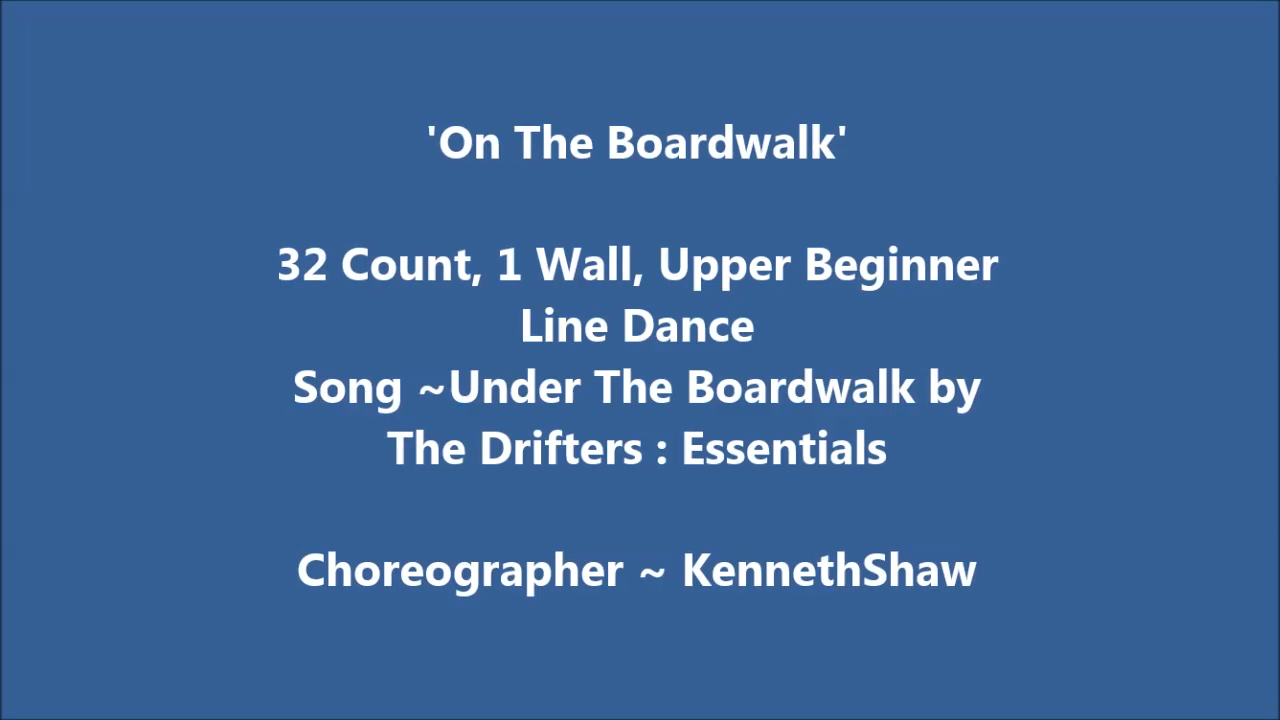 'On The Boardwalk'
32 Count, 1 Wall, Upper Beginner
Line Dance
Song ~Under The Boardwalk by
The Drifters : Essentials
Choreographer ~ KennethShaw